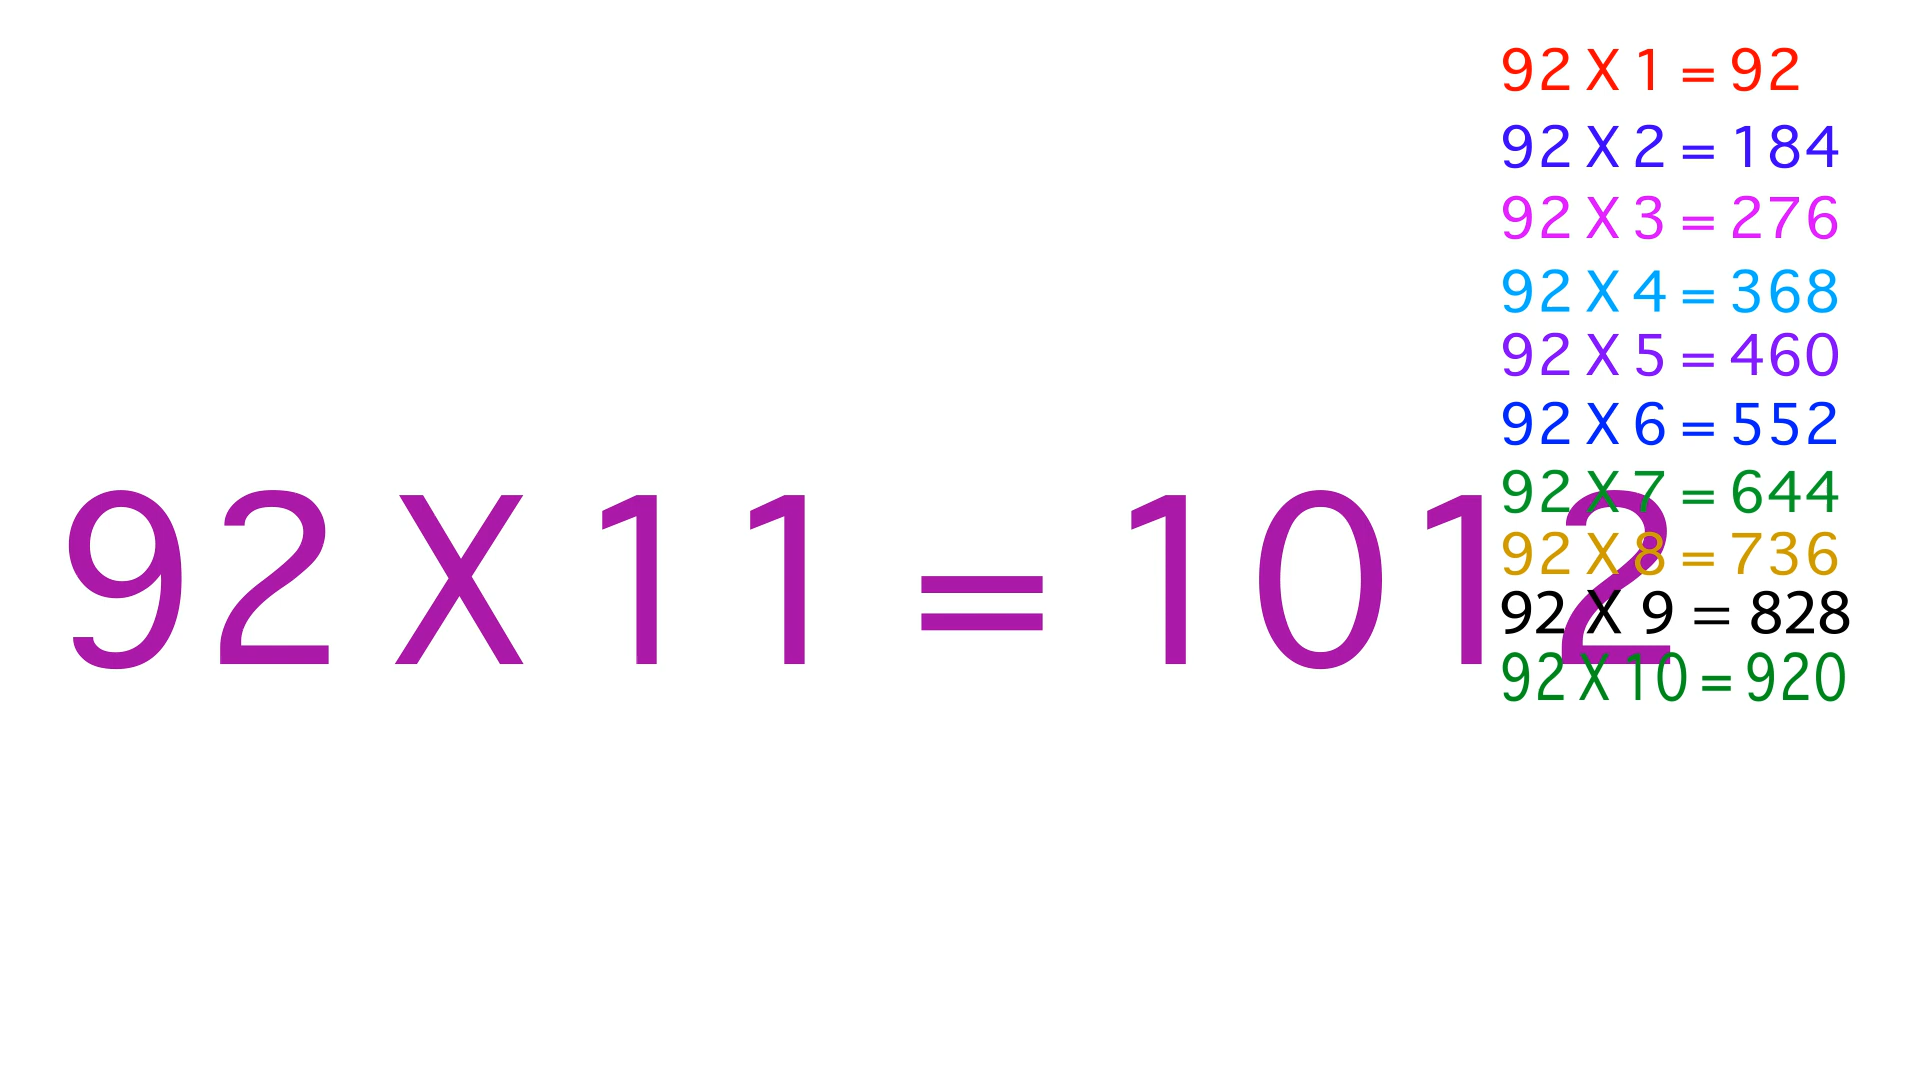 92 X 1 = 92
92 X 2 = 184
92 X 3 = 276
92 X 4 = 368
92 X 5 = 460
92 X 6 = 552
92 X 7 = 644
92 X 8 = 736
92 X 9 = 828
92 X 10 = 920
92 X 11 = 1012